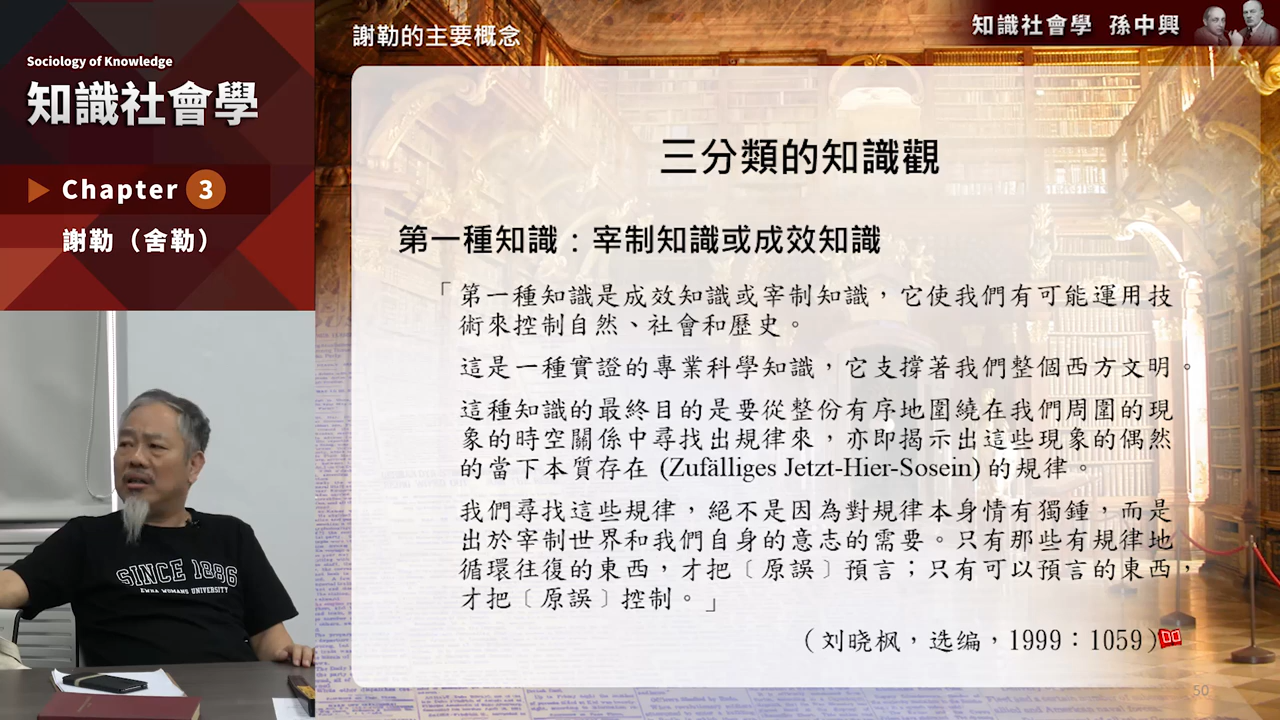 Sociology of Knowledge
知識社會學
Chapter 3
謝勒（舍勒）
謝勒的主要概念
知識社會學 孫中興
三分類的知識觀
第一種知識：宰制知識或成效知識
「第一種知識是成效知識或宰制知識，它使我們有可能運用技
術來控制自然、社會和歷史。
這是一種實證的專業科學知識，它支撐著我們整個西方文明。
這種知識的最終目的是要從整份有序地圍繞在我們周圍的現
象的時空關係中尋找出規律來，亦即揭示出這些現象的偶然
的當下本質存在 (Zufälliges Jetzt-Hier-Sosein) 的規律。
我們尋找這些規律，絕不是因為對規律本身情有獨鍾，而是
出於宰制世界和我們自身的意志的需要。只有那些有規律地
循環往復的東西，才把〔原誤〕預言；只有可以預言的東西，
才把〔原誤〕控制。」
（刘晓枫，选编，1999：1059）
50
SINCE 1886
EWHA WOMANS UNIVERSITY